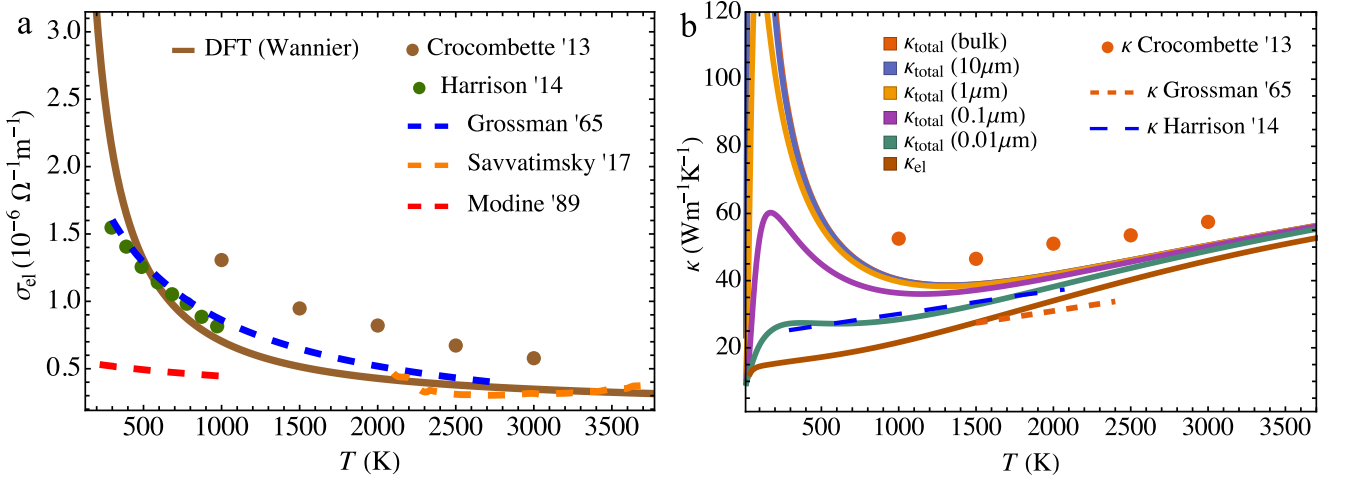 a
σel (10⁻⁶ Ω⁻¹m⁻¹)
3.0
2.5
2.0
1.5
1.0
0.5
DFT (Wannier)
Crocombette '13
Harrison '14
Grossman '65
Savvatimsky '17
Modine '89
500 1000 1500 2000 2500 3000 3500
T (K)
b
κ (Wm⁻¹K⁻¹)
120
100
80
60
40
20
κtotal (bulk)
κtotal (10μm)
κtotal (1μm)
κtotal (0.1μm)
κtotal (0.01μm)
κel
κ Crocombette '13
κ Grossman '65
κ Harrison '14
500 1000 1500 2000 2500 3000 3500
T (K)